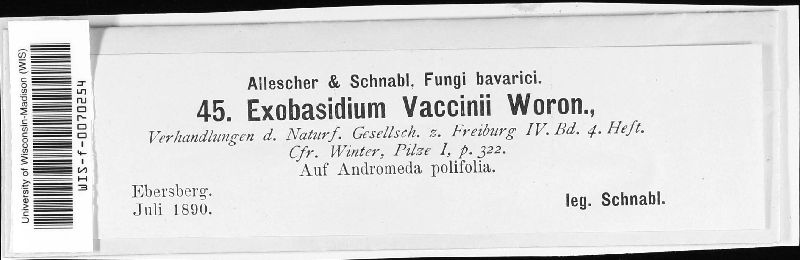 University of Wisconsin-Madison (WIS)
WIS-f-0070254
Allescher & Schnabl, Fungi bavarici.
45. Exobasidium Vaccinii Woron.,
Verhandlungen d. Naturf. Gesellsch. z. Freiburg IV. Bd. 4. Heft.
Cfr. Winter, Pilze I, p. 322.
Auf Andromeda polifolia.
Ebersberg.
Juli 1890.
leg. Schnabl.